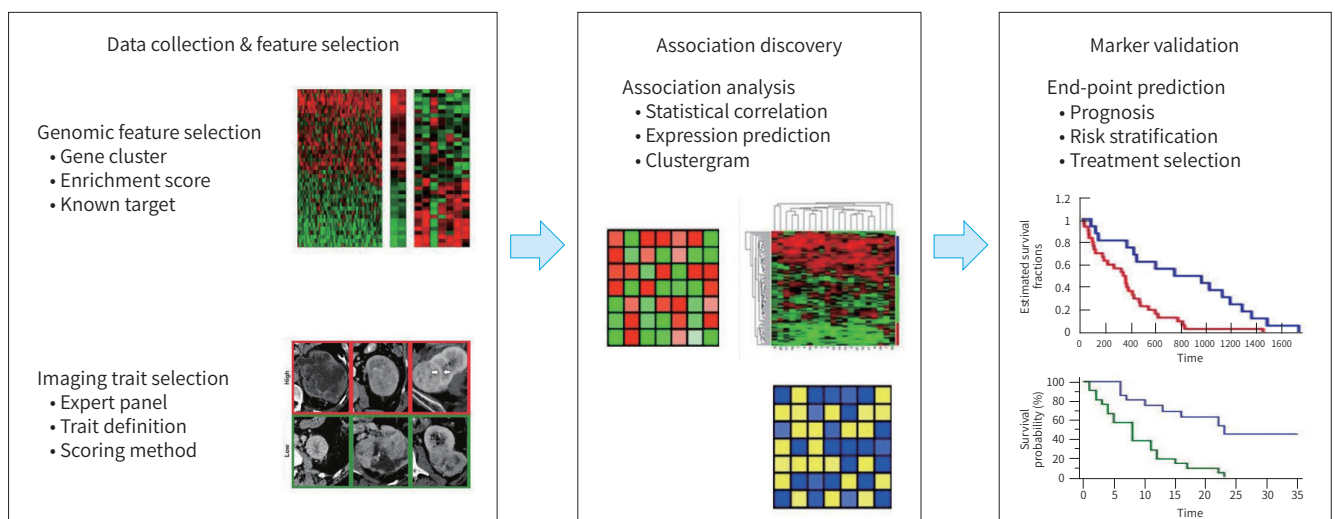 Data collection & feature selection
Genomic feature selection
• Gene cluster
• Enrichment score
• Known target
Imaging trait selection
• Expert panel
• Trait definition
• Scoring method
High
Low
Association discovery
Association analysis
• Statistical correlation
• Expression prediction
• Clustergram
Marker validation
End-point prediction
• Prognosis
• Risk stratification
• Treatment selection
Estimated survival
fractions
1.2
1
0.8
0.6
0.4
0.2
0
0 200 400 600 800 1000 1200 1400 1600
Time
Survival
probability (%)
100
80
60
40
20
0
0 5 10 15 20 25 30 35
Time